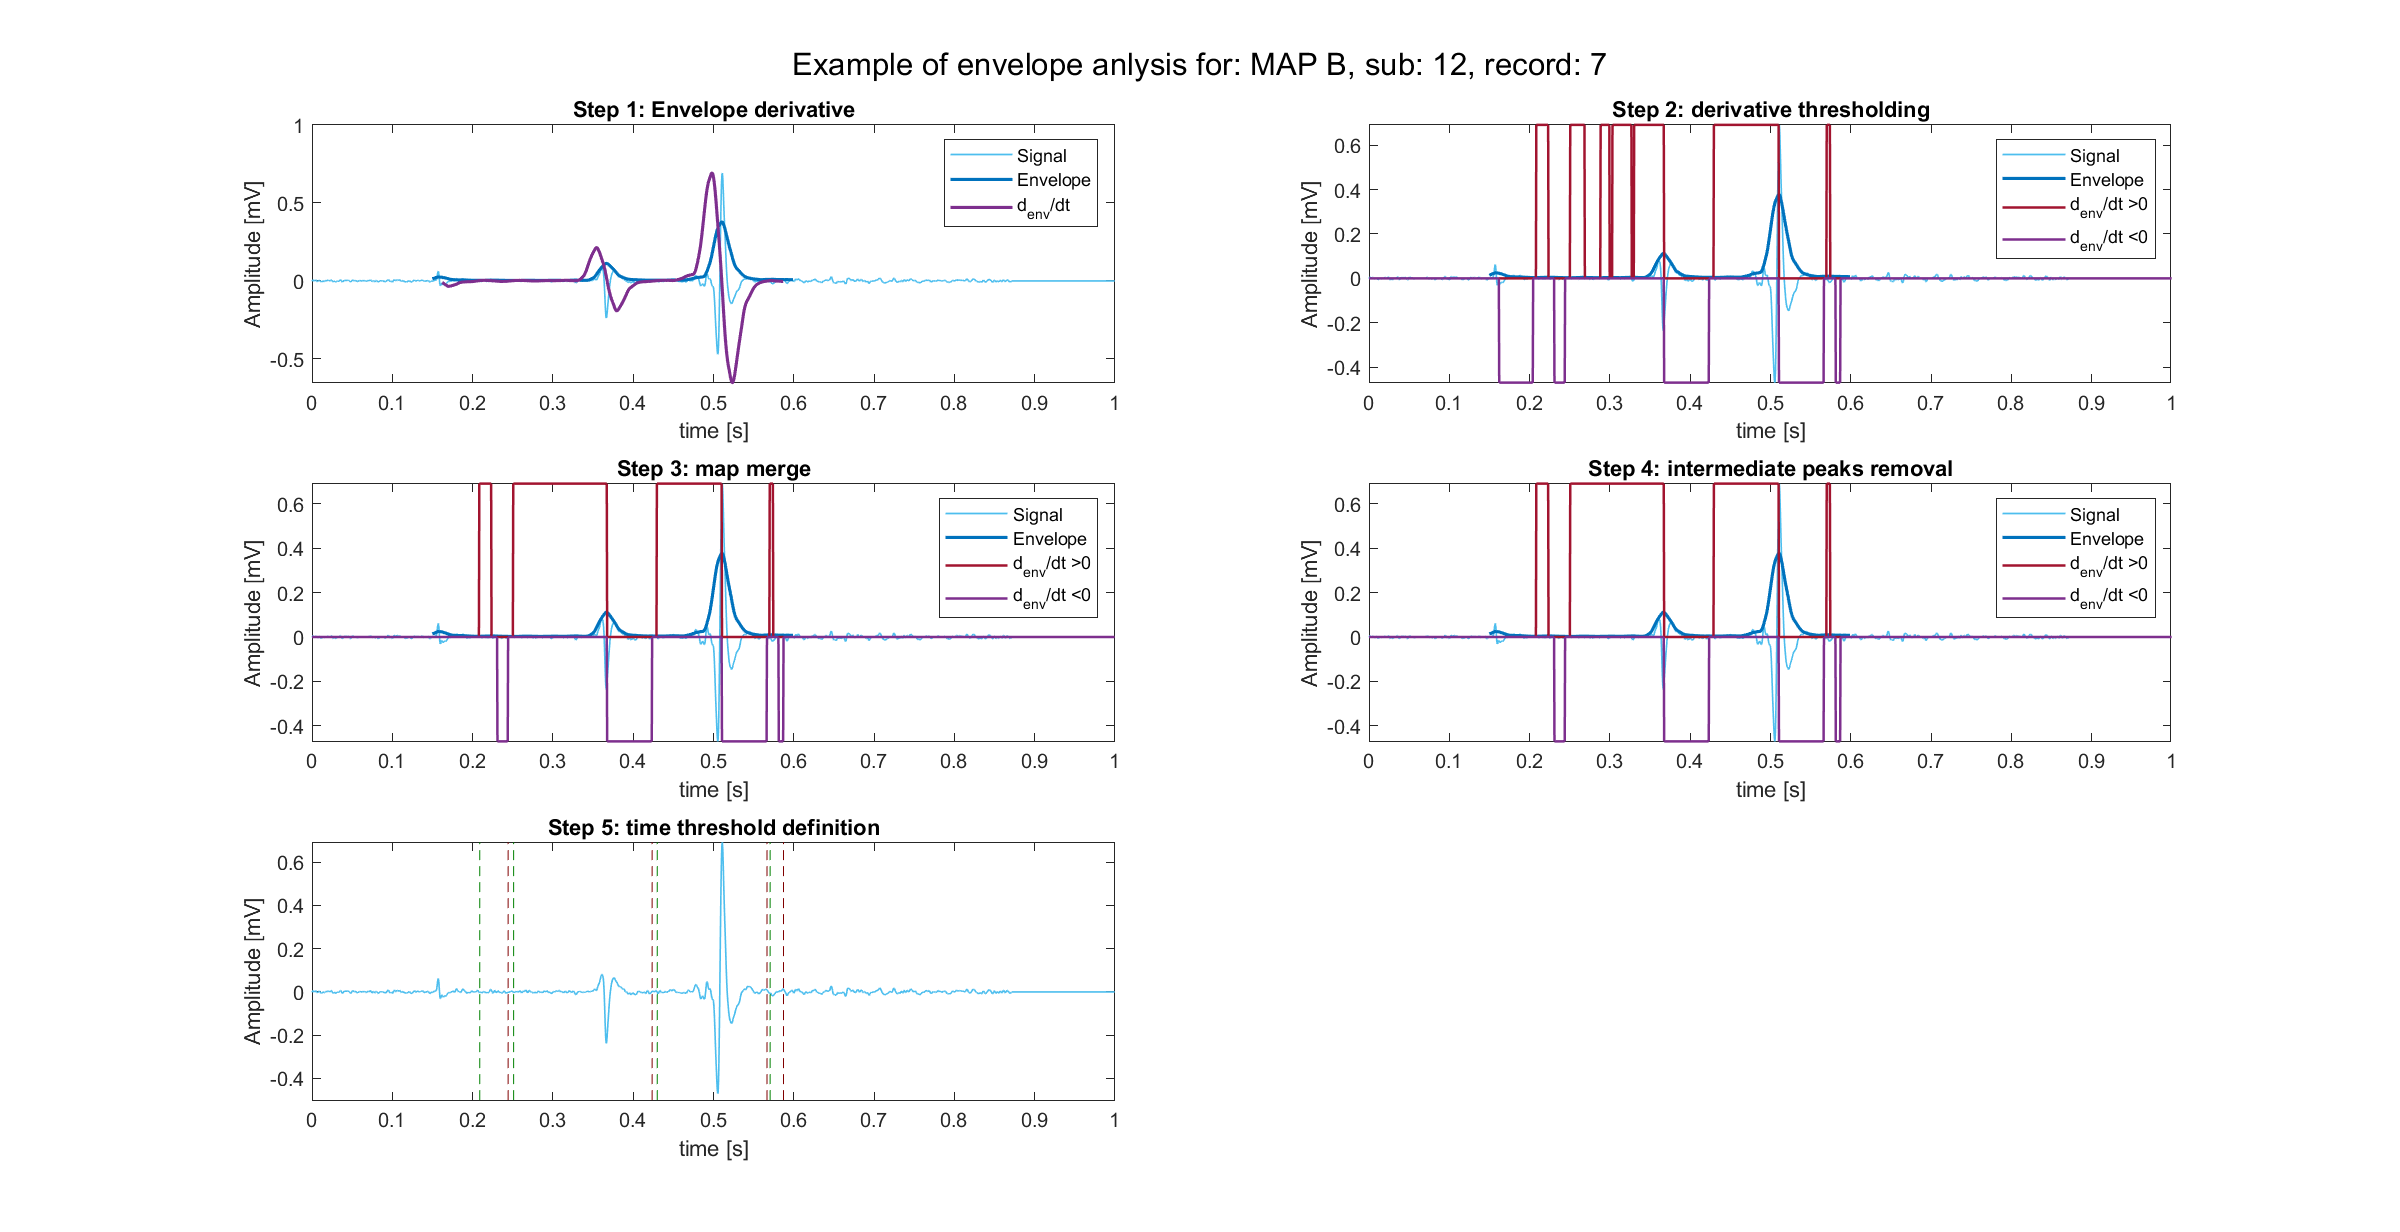 Example of envelope anlysis for: MAP B, sub: 12, record: 7
Step 1: Envelope derivative
Amplitude [mV]
1
0.5
0
-0.5
Signal
Envelope
d_env/dt
0 0.1 0.2 0.3 0.4 0.5 0.6 0.7 0.8 0.9 1
time [s]
Step 2: derivative thresholding
Amplitude [mV]
0.6
0.4
0.2
0
-0.2
-0.4
Signal
Envelope
d_env/dt >0
d_env/dt <0
0 0.1 0.2 0.3 0.4 0.5 0.6 0.7 0.8 0.9 1
time [s]
Step 3: map merge
Amplitude [mV]
0.6
0.4
0.2
0
-0.2
-0.4
Signal
Envelope
d_env/dt >0
d_env/dt <0
0 0.1 0.2 0.3 0.4 0.5 0.6 0.7 0.8 0.9 1
time [s]
Step 4: intermediate peaks removal
Amplitude [mV]
0.6
0.4
0.2
0
-0.2
-0.4
Signal
Envelope
d_env/dt >0
d_env/dt <0
0 0.1 0.2 0.3 0.4 0.5 0.6 0.7 0.8 0.9 1
time [s]
Step 5: time threshold definition
Amplitude [mV]
0.6
0.4
0.2
0
-0.2
-0.4
0 0.1 0.2 0.3 0.4 0.5 0.6 0.7 0.8 0.9 1
time [s]